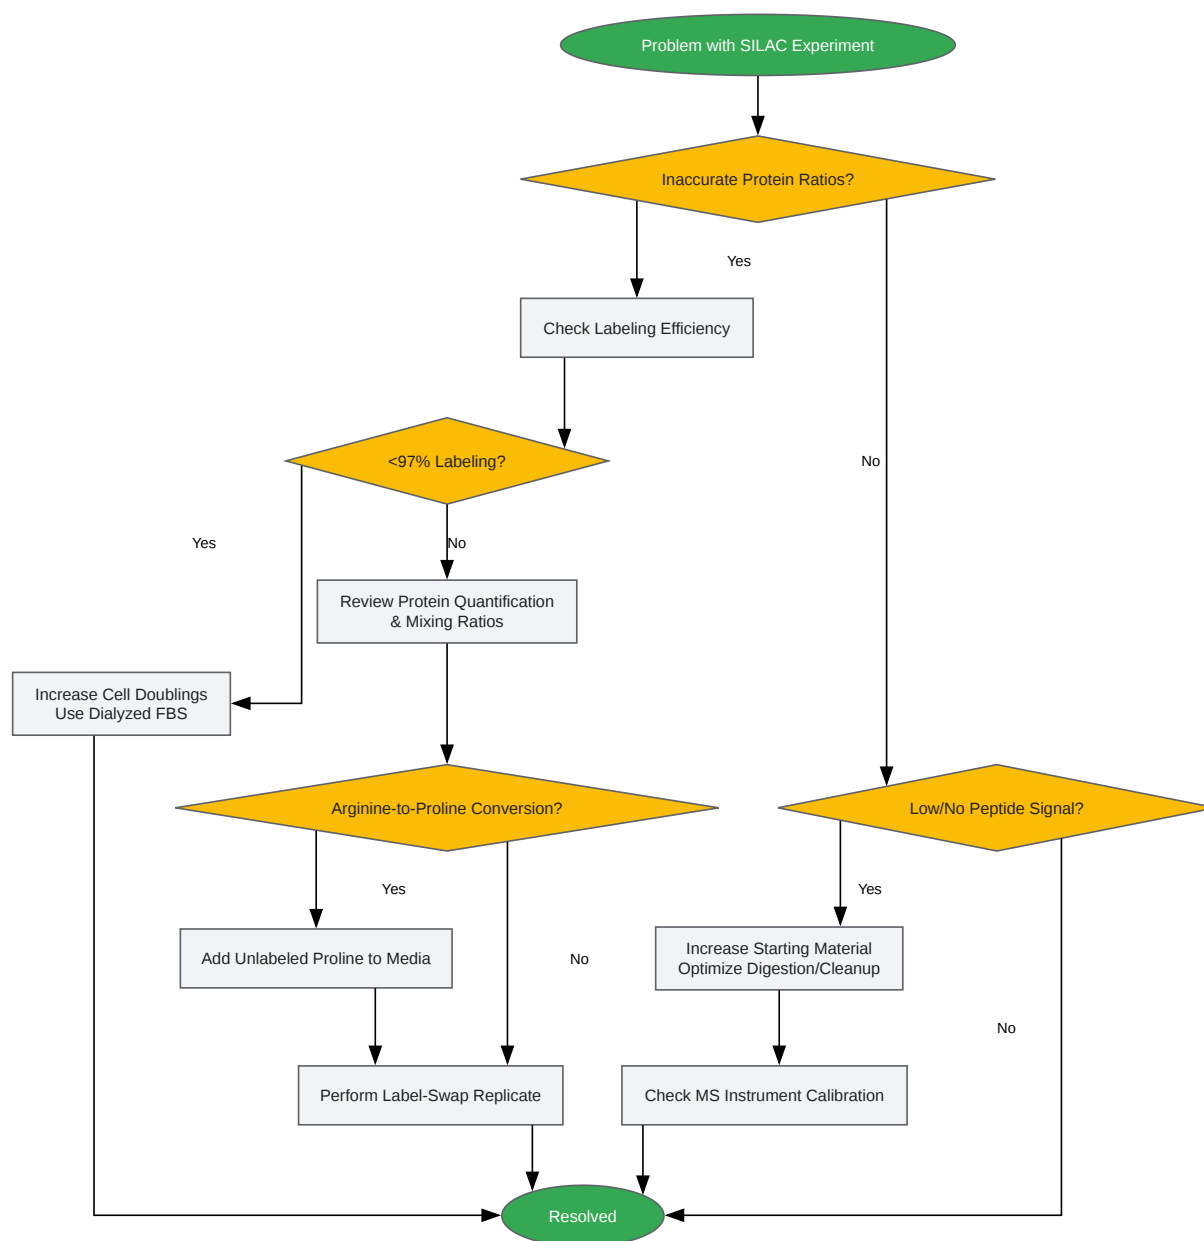 Problem with SILAC Experiment
Inaccurate Protein Ratios?
Yes
Check Labeling Efficiency
<97% Labeling?
No
Yes
No
Review Protein Quantification
& Mixing Ratios
Increase Cell Doublings
Use Dialyzed FBS
Arginine-to-Proline Conversion?
Low/No Peptide Signal?
Yes
Yes
Add Unlabeled Proline to Media
No
Increase Starting Material
Optimize Digestion/Cleanup
No
Perform Label-Swap Replicate
Check MS Instrument Calibration
Resolved